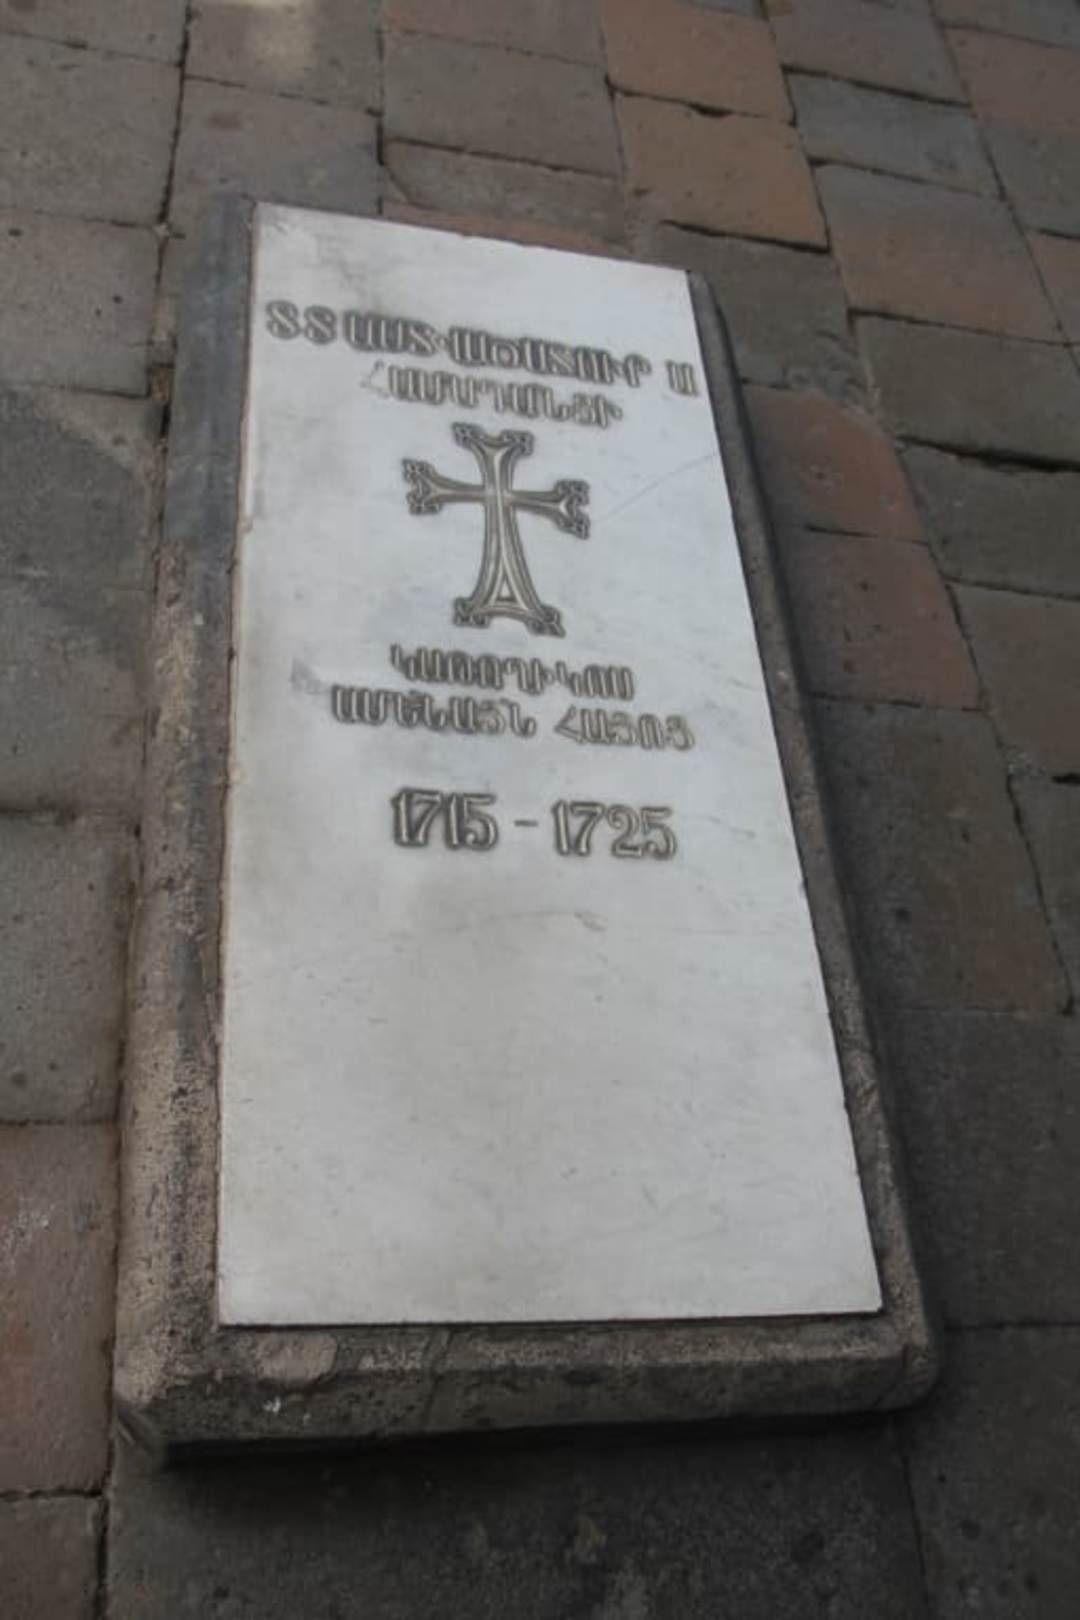 ՏՏ ԱՍՏՎԱԾԱՏՈՒՐ Ա
ՀԱՄԱԴԱՆՑԻ
ԿԱԹՈՂԻԿՈՍ
ԱՄԵՆԱՅՆ ՀԱՅՈՑ
1715 - 1725